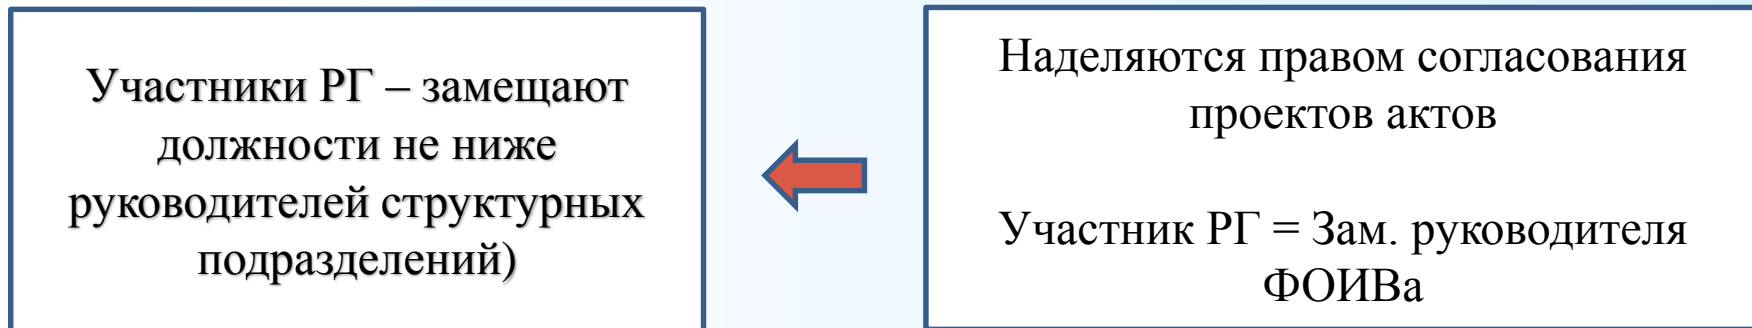 Участники РГ – замещают
должности не ниже
руководителей структурных
подразделений)
Наделяются правом согласования
проектов актов
Участник РГ = Зам. руководителя
ФОИВа